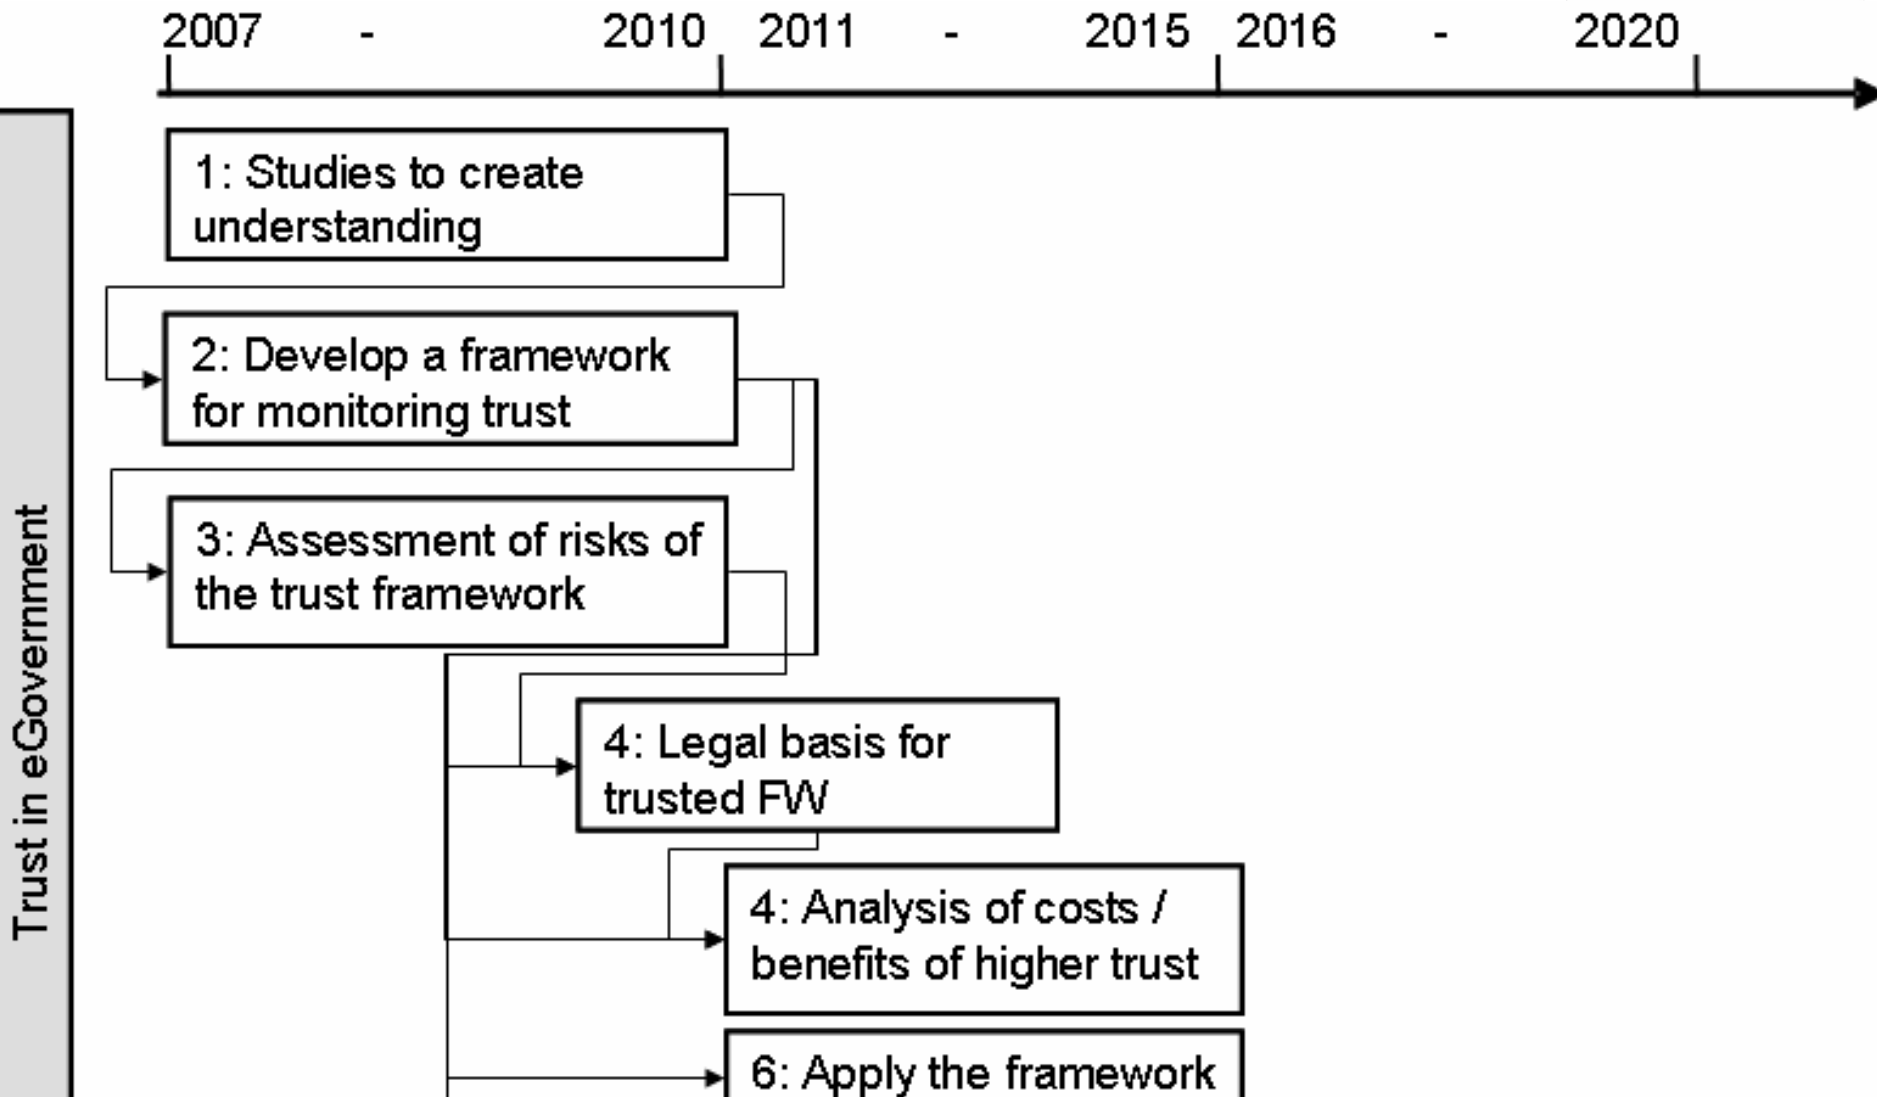 2007 - 2010 2011 - 2015 2016 - 2020
Trust in eGovernment
1: Studies to create
understanding
2: Develop a framework
for monitoring trust
3: Assessment of risks of
the trust framework
4: Legal basis for
trusted FW
4: Analysis of costs /
benefits of higher trust
6: Apply the framework